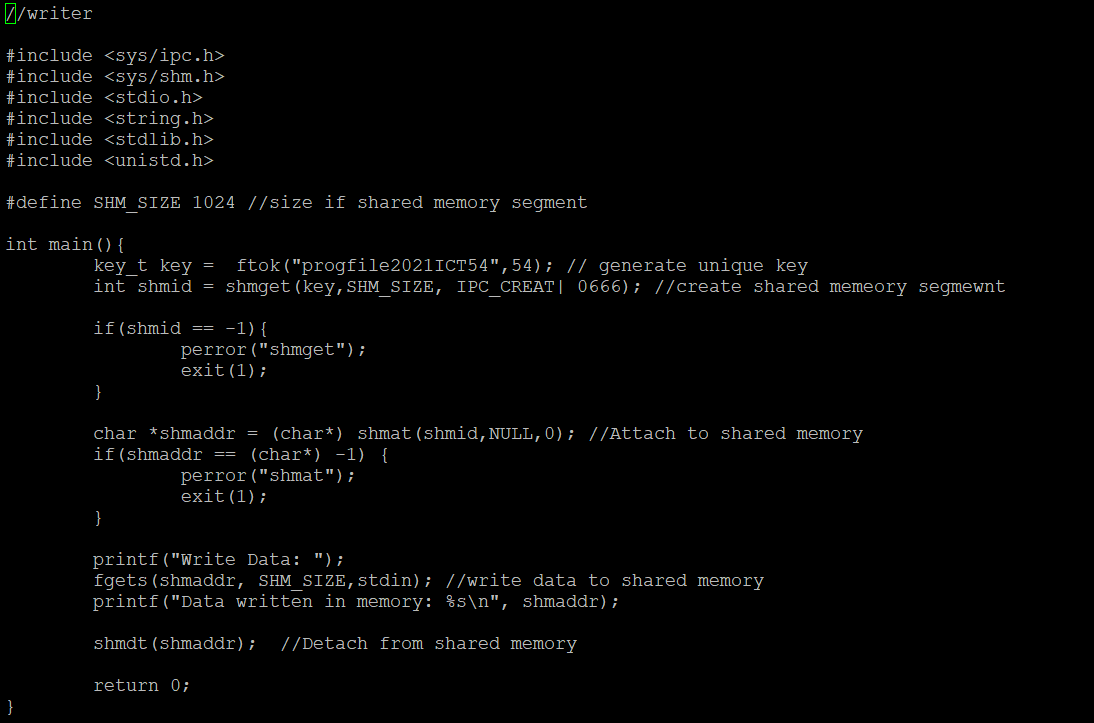 //writer
#include <sys/ipc.h>
#include <sys/shm.h>
#include <stdio.h>
#include <string.h>
#include <stdlib.h>
#include <unistd.h>
#define SHM_SIZE 1024 //size if shared memory segment
int main(){
key_t key =  ftok("progfile2021ICT54",54); // generate unique key
int shmid = shmget(key,SHM_SIZE, IPC_CREAT| 0666); //create shared memeory segmewnt
if(shmid == -1){
perror("shmget");
exit(1);
}
char *shmaddr = (char*) shmat(shmid,NULL,0); //Attach to shared memory
if(shmaddr == (char*) -1) {
perror("shmat");
exit(1);
}
printf("Write Data: ");
fgets(shmaddr, SHM_SIZE,stdin); //write data to shared memory
printf("Data written in memory: %s\n", shmaddr);
shmdt(shmaddr);  //Detach from shared memory
return 0;
}